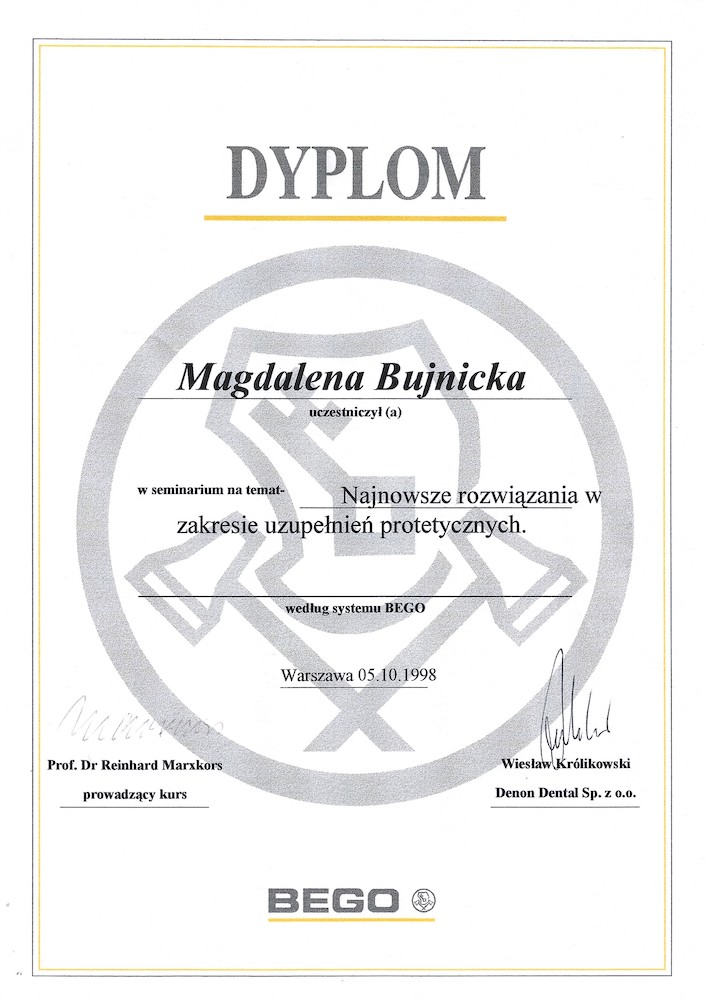 DYPLOM
Magdalena Bujnicka
uczestniczył (a)
w seminarium na temat- Najnowsze rozwiązania w
zakresie uzupełnień protetycznych.
według systemu BEGO
Warszawa 05.10.1998
Prof. Dr Reinhard Marxkors
prowadzący kurs
Wiesław Królikowski
Denon Dental Sp. z o.o.
BEGO